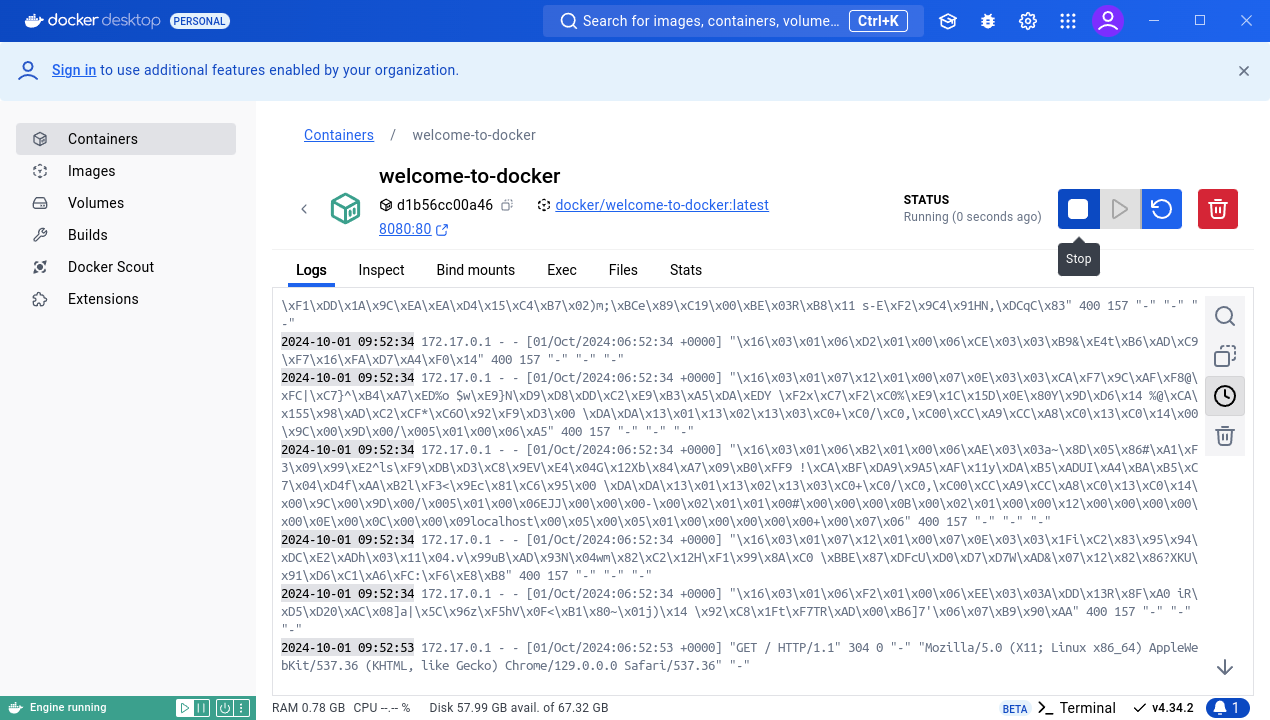 docker desktop PERSONAL
Search for images, containers, volume... Ctrl+K
Sign in to use additional features enabled by your organization.
Containers
Images
Volumes
Builds
Docker Scout
Extensions
Containers / welcome-to-docker
welcome-to-docker
d1b56cc00a46 docker/welcome-to-docker:latest
8080:80
STATUS
Running (0 seconds ago)
Stop
Logs Inspect Bind mounts Exec Files Stats
\xF1\xDD\x1A\x9C\xEA\xEA\xD4\x15\xC4\xB7\x02)m;\xBCe\x89\xC19\x00\xBE\x03R\xB8\x11 s-E\xF2\x9C4\x91HN,\xDCqC\x83" 400 157 "-" "-" "
-"
2024-10-01 09:52:34 172.17.0.1 - - [01/Oct/2024:06:52:34 +0000] "\x16\x03\x01\x06\xD2\x01\x00\x06\xCE\x03\x03\xB9&\xE4t\xB6\xAD\xC9
\xF7\x16\xFA\xD7\xA4\xF0\x14" 400 157 "-" "-" "-"
2024-10-01 09:52:34 172.17.0.1 - - [01/Oct/2024:06:52:34 +0000] "\x16\x03\x01\x07\x12\x01\x00\x07\x0E\x03\x03\xCA\xF7\x9C\xAF\xF8@\
xFC|\xC7}^\xB4\xA7\xED%o $w\xE9}N\xD9\xD8\xDD\xC2\xE9\xB3\xA5\xDA\xEDY \xF2x\xC7\xF2\xC0%\xE9\x1C\x15D\x0E\x80Y\x9D\xD6\x14 %@\xCA\
x155\x98\xAD\xC2\xCF*\xC6O\x92\xF9\xD3\x00 \xDA\xDA\x13\x01\x13\x02\x13\x03\xC0+\xC0/\xC0,\xC00\xCC\xA9\xCC\xA8\xC0\x13\xC0\x14\x00
\x9C\x00\x9D\x00/\x005\x01\x00\x06\xA5" 400 157 "-" "-" "-"
2024-10-01 09:52:34 172.17.0.1 - - [01/Oct/2024:06:52:34 +0000] "\x16\x03\x01\x06\xB2\x01\x00\x06\xAE\x03\x03a~\x8D\x05\x86#\xA1\xF
3\x09\x99\xE2^ls\xF9\xDB\xD3\xC8\x9EV\xE4\x04G\x12Xb\x84\xA7\x09\xB0\xFF9 !\xCA\xBF\xDA9\x9A5\xAF\x11y\xDA\xB5\xADUI\xA4\xBA\xB5\xC
7\x04\xD4f\xAA\xB2l\xF3<\x9Ec\x81\xC6\x95\x00 \xDA\xDA\x13\x01\x13\x02\x13\x03\xC0+\xC0/\xC0,\xC00\xCC\xA9\xCC\xA8\xC0\x13\xC0\x14\
x00\x9C\x00\x9D\x00/\x005\x01\x00\x06EJJ\x00\x00\x00-\x00\x02\x01\x01\x00#\x00\x00\x00\x0B\x00\x02\x01\x00\x00\x12\x00\x00\x00\x00\
x00\x0E\x00\x0C\x00\x00\x09localhost\x00\x05\x00\x05\x01\x00\x00\x00\x00\x00+\x00\x07\x06" 400 157 "-" "-" "-"
2024-10-01 09:52:34 172.17.0.1 - - [01/Oct/2024:06:52:34 +0000] "\x16\x03\x01\x07\x12\x01\x00\x07\x0E\x03\x03\x1Fi\xC2\x83\x95\x94\
xDC\xE2\xADh\x03\x11\x04.v\x99uB\xAD\x93N\x04wm\x82\xC2\x12H\xF1\x99\x8A\xC0 \xBBE\x87\xDFcU\xD0\xD7\xD7W\xAD&\x07\x12\x82\x86?XKU\
x91\xD6\xC1\xA6\xFC:\xF6\xE8\xB8" 400 157 "-" "-" "-"
2024-10-01 09:52:34 172.17.0.1 - - [01/Oct/2024:06:52:34 +0000] "\x16\x03\x01\x06\xF2\x01\x00\x06\xEE\x03\x03A\xDD\x13R\x8F\xA0 iR\
xD5\xD20\xAC\x08]a|\x5C\x96z\xF5hV\x0F<\xB1\x80~\x01j)\x14 \x92\xC8\x1Ft\xF7TR\xAD\x00\xB6]7'\x06\x07\xB9\x90\xAA" 400 157 "-" "-"
"-"
2024-10-01 09:52:53 172.17.0.1 - - [01/Oct/2024:06:52:53 +0000] "GET / HTTP/1.1" 304 0 "-" "Mozilla/5.0 (X11; Linux x86_64) AppleWe
bKit/537.36 (KHTML, like Gecko) Chrome/129.0.0.0 Safari/537.36" "-"
Engine running
RAM 0.78 GB CPU --.-- % Disk 57.99 GB avail. of 67.32 GB
BETA Terminal v4.34.2 1